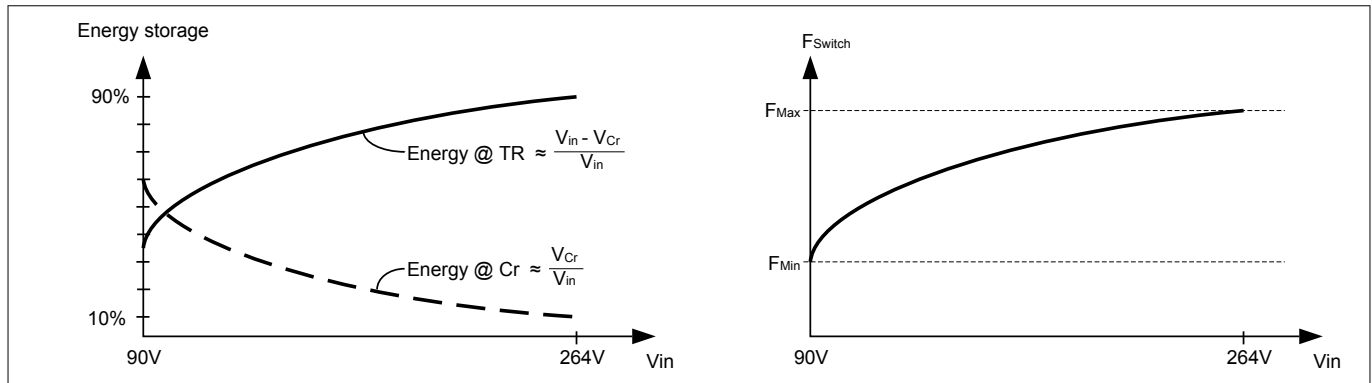 Energy storage
90%
Energy @ TR ≈ Vin - VCr / Vin
Energy @ Cr ≈ VCr / Vin
10%
90V
264V
Vin
FSwitch
FMax
FMin
90V
264V
Vin